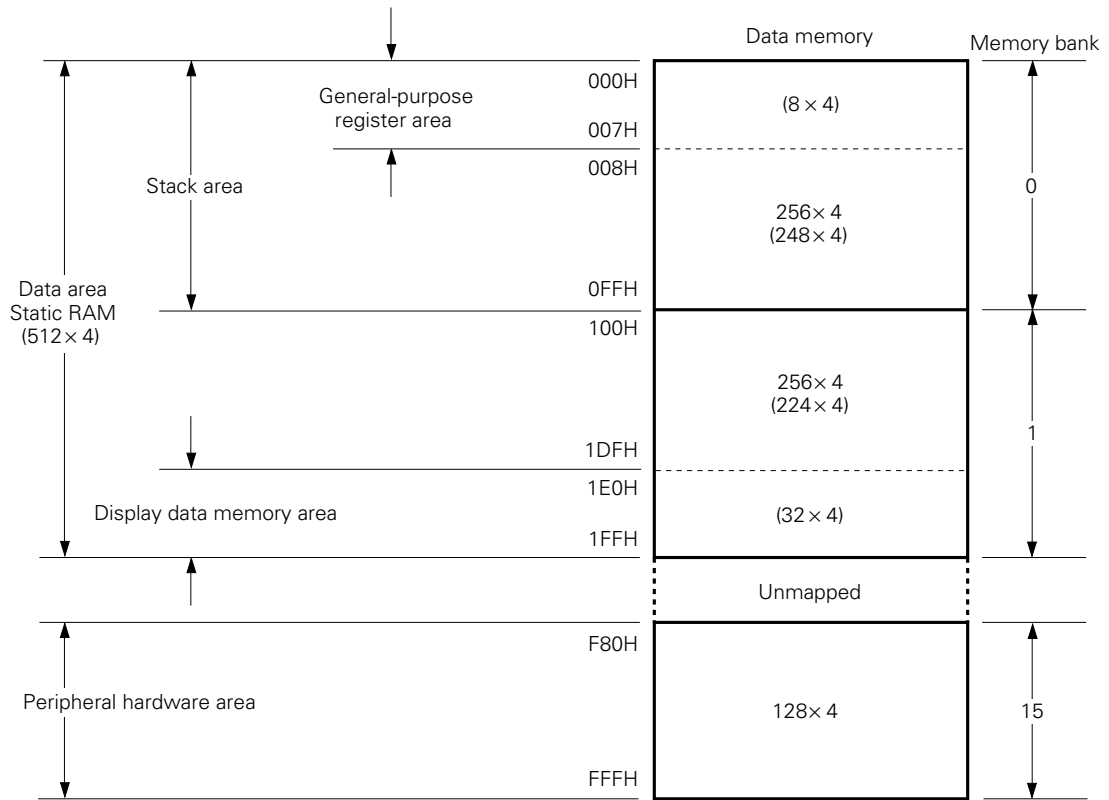 Data memory
Memory bank
000H
General-purpose
register area
(8 × 4)
007H
008H
Stack area
0
256× 4
(248× 4)
0FFH
Data area
Static RAM
(512× 4)
100H
256× 4
(224× 4)
1
1DFH
1E0H
Display data memory area
(32 × 4)
1FFH
Unmapped
F80H
Peripheral hardware area
128× 4
15
FFFH